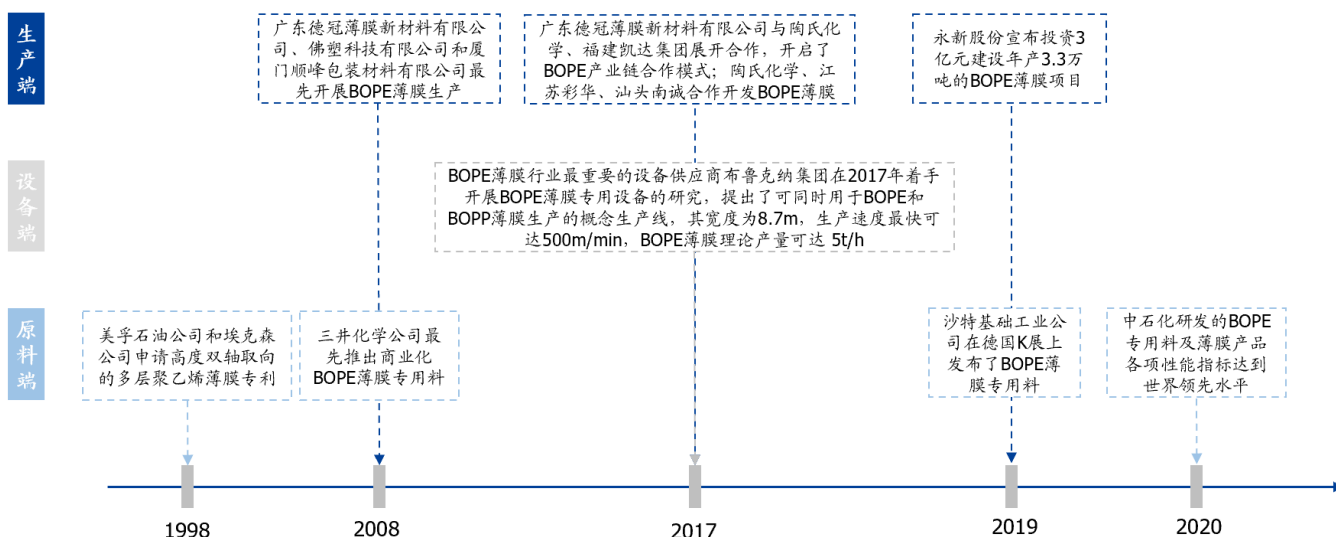 生产端
广东德冠薄膜新材料有限公
司、佛塑科技有限公司和厦
门顺峰包装材料有限公司最
先开展BOPE薄膜生产
广东德冠薄膜新材料有限公司与陶氏化
学、福建凯达集团展开合作，开启了
BOPE产业链合作模式；陶氏化学、江
苏彩华、汕头南诚合作开发BOPE薄膜
永新股份宣布投资3
亿元建设年产3.3万
吨的BOPE薄膜项目
设备端
BOPE薄膜行业最重要的设备供应商布鲁克纳集团在2017年着手
开展BOPE薄膜专用设备的研究，提出了可同时用于BOPE和
BOPP薄膜生产的概念生产线，其宽度为8.7m，生产速度最快可
达500m/min，BOPE薄膜理论产量可达 5t/h
原料端
美孚石油公司和埃克森
公司申请高度双轴取向
的多层聚乙烯薄膜专利
三井化学公司最
先推出商业化
BOPE薄膜专用料
沙特基础工业公
司在德国K展上
发布了BOPE薄
膜专用料
中石化研发的BOPE
专用料及薄膜产品
各项性能指标达到
世界领先水平
1998
2008
2017
2019
2020